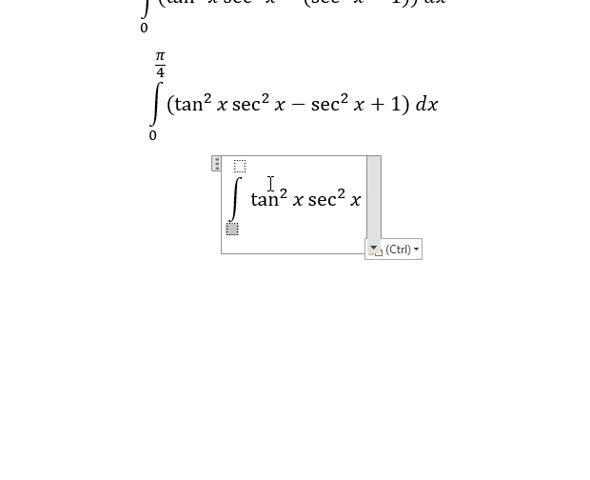 π/4
∫ (tan² x sec² x − sec² x + 1) dx
0
∫ tan² x sec² x
(Ctrl)